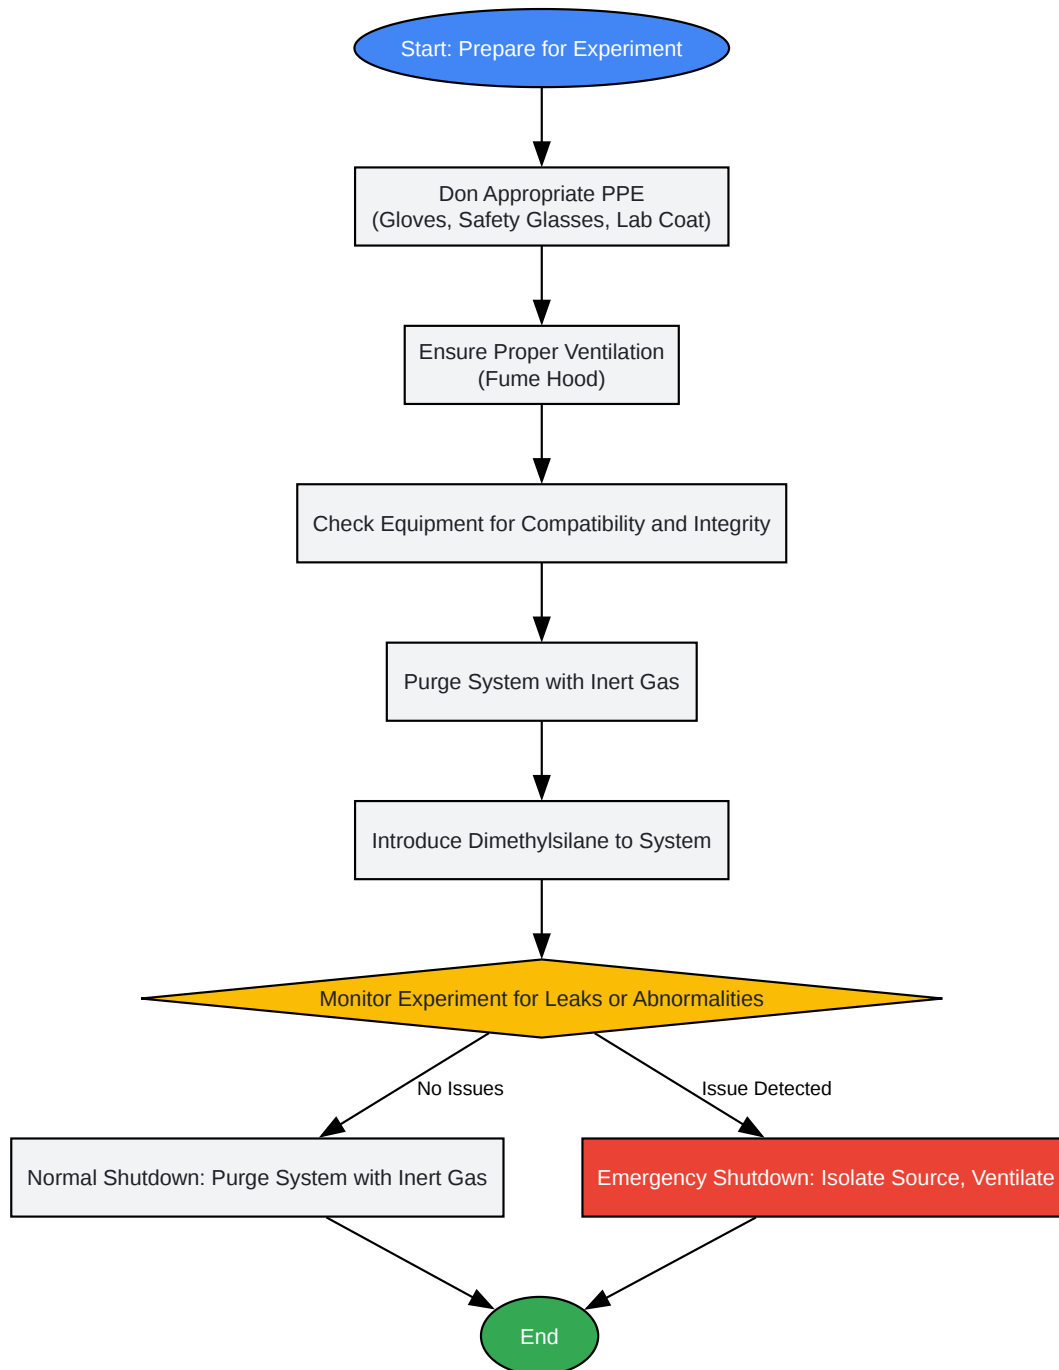 Start: Prepare for Experiment
Don Appropriate PPE
(Gloves, Safety Glasses, Lab Coat)
Ensure Proper Ventilation
(Fume Hood)
Check Equipment for Compatibility and Integrity
Purge System with Inert Gas
Introduce Dimethylsilane to System
Monitor Experiment for Leaks or Abnormalities
No Issues
Issue Detected
Normal Shutdown: Purge System with Inert Gas
Emergency Shutdown: Isolate Source, Ventilate
End